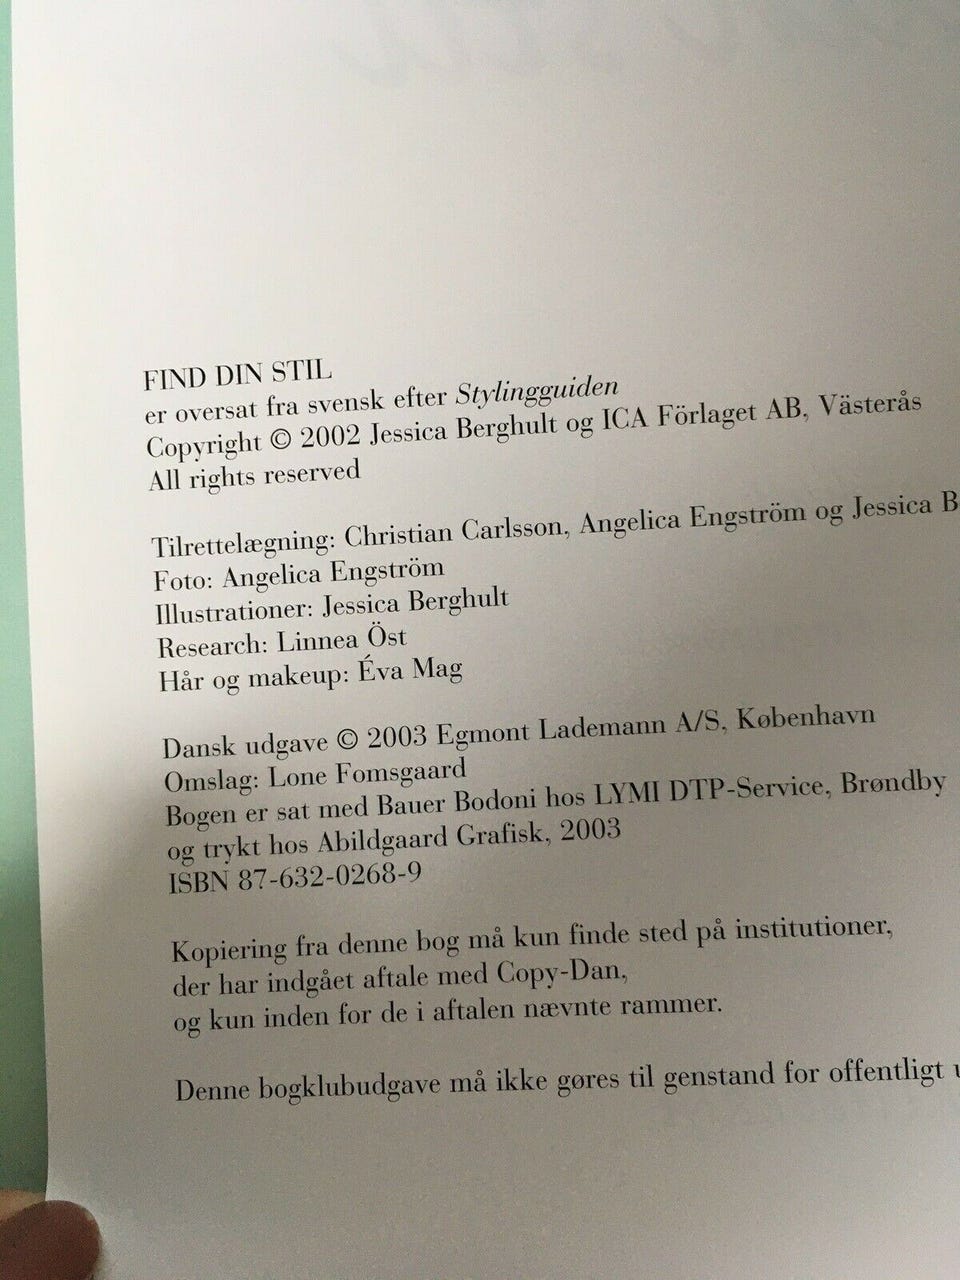 FIND DIN STIL
er oversat fra svensk efter Stylingguiden
Copyright © 2002 Jessica Berghult og ICA Förlaget AB, Västerås
All rights reserved
Tilrettelægning: Christian Carlsson, Angelica Engström og Jessica B
Foto: Angelica Engström
Illustrationer: Jessica Berghult
Research: Linnea Öst
Hår og makeup: Éva Mag
Dansk udgave © 2003 Egmont Lademann A/S, København
Omslag: Lone Fomsgaard
Bogen er sat med Bauer Bodoni hos LYMI DTP-Service, Brøndby
og trykt hos Abildgaard Grafisk, 2003
ISBN 87-632-0268-9
Kopiering fra denne bog må kun finde sted på institutioner,
der har indgået aftale med Copy-Dan,
og kun inden for de i aftalen nævnte rammer.
Denne bogklubudgave må ikke gøres til genstand for offentligt